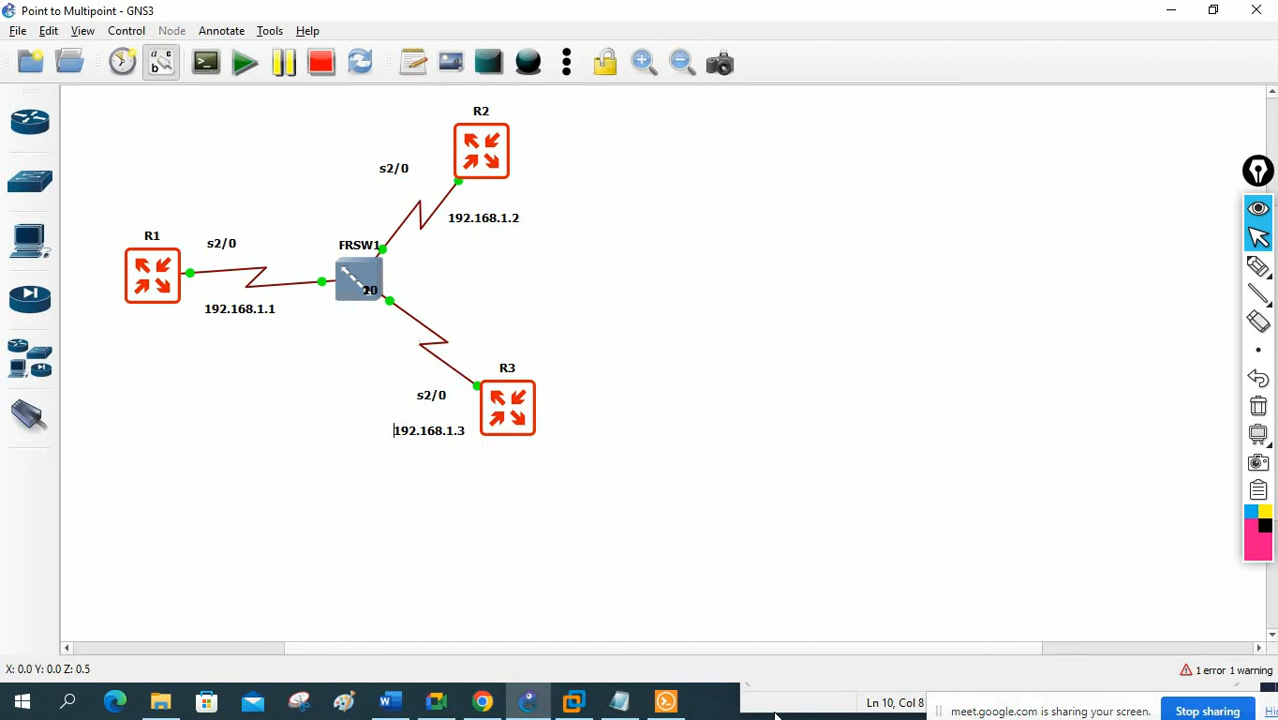 Point to Multipoint - GNS3
File Edit View Control Node Annotate Tools Help
R2
s2/0
192.168.1.2
R1
s2/0
FRSW1
192.168.1.1
R3
s2/0
192.168.1.3
X: 0.0 Y: 0.0 Z: 0.5
1 error 1 warning
Ln 10, Col 8
meet.google.com is sharing your screen.
Stop sharing